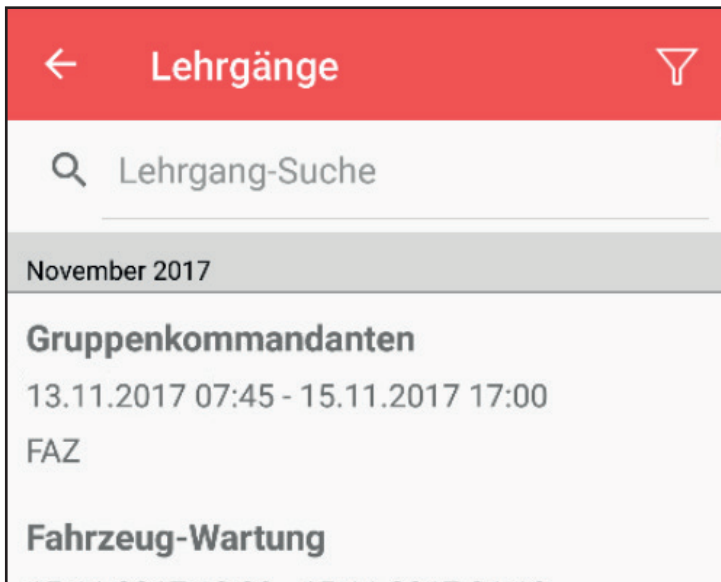 Lehrgänge
Lehrgang-Suche
November 2017
Gruppenkommandanten
13.11.2017 07:45 - 15.11.2017 17:00
FAZ
Fahrzeug-Wartung